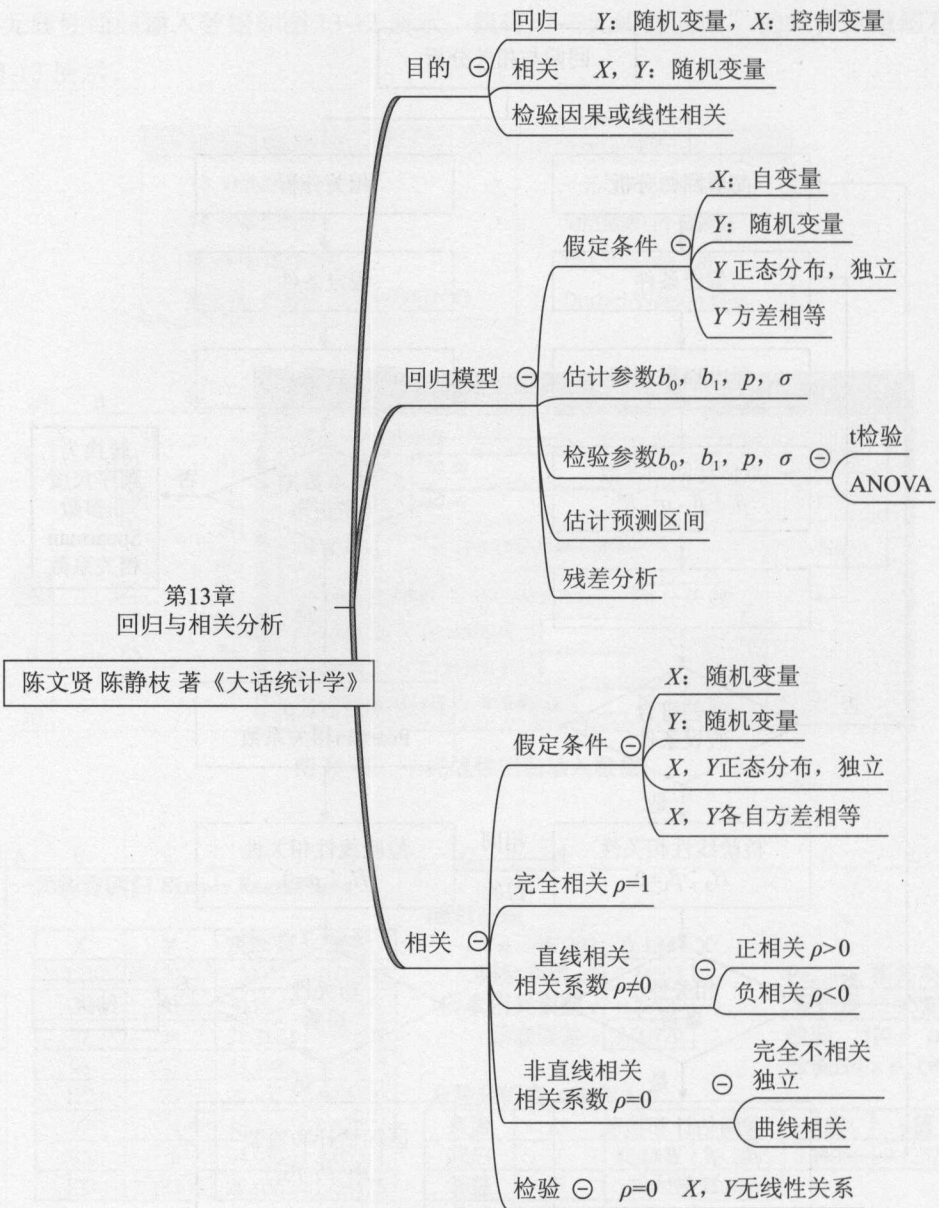 回归 Y：随机变量，X：控制变量
目的
相关 X，Y：随机变量
检验因果或线性相关
X：自变量
Y：随机变量
假定条件
Y 正态分布，独立
Y 方差相等
回归模型
估计参数b₀，b₁，p，σ
检验参数b₀，b₁，p，σ
t检验
ANOVA
估计预测区间
残差分析
第13章
回归与相关分析
陈文贤 陈静枝 著《大话统计学》
X：随机变量
Y：随机变量
假定条件
X，Y正态分布，独立
X，Y各自方差相等
完全相关 ρ=1
相关
直线相关
相关系数 ρ≠0
正相关 ρ>0
负相关 ρ<0
非直线相关
相关系数 ρ=0
完全不相关
独立
曲线相关
检验 ρ=0 X，Y无线性关系